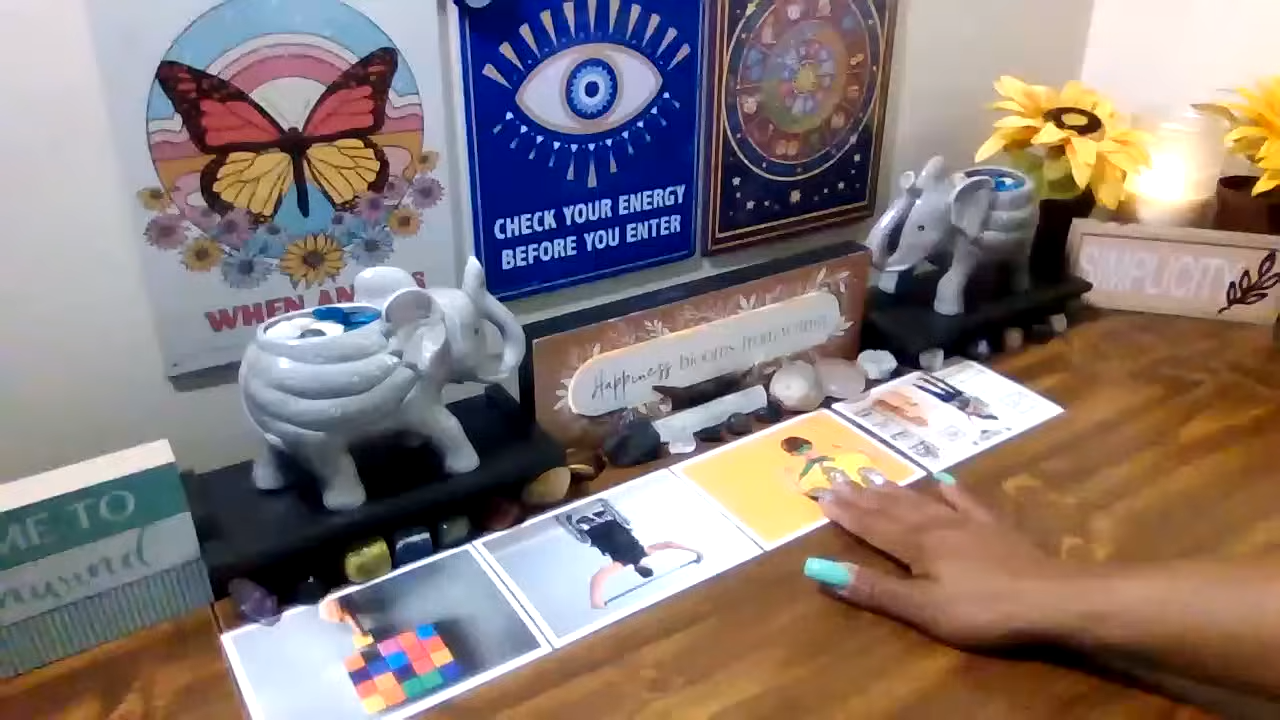 WHEN AN
CHECK YOUR ENERGY
BEFORE YOU ENTER
Happiness blooms from within
SIMPLICITY
ME TO